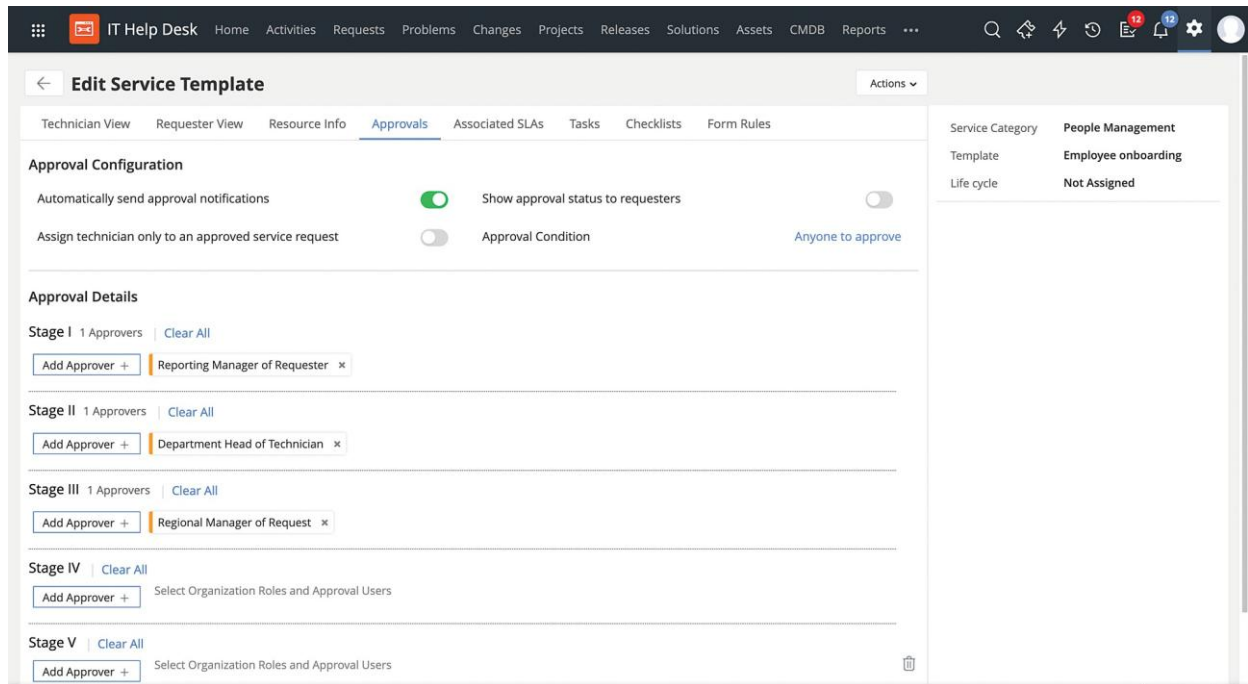 IT Help Desk Home Activities Requests Problems Changes Projects Releases Solutions Assets CMDB Reports ••• 12 12
Edit Service Template Actions
Technician View Requester View Resource Info Approvals Associated SLAs Tasks Checklists Form Rules
Service Category People Management
Template Employee onboarding
Life cycle Not Assigned
Approval Configuration
Automatically send approval notifications Show approval status to requesters
Assign technician only to an approved service request Approval Condition Anyone to approve
Approval Details
Stage I 1 Approvers | Clear All
Add Approver + Reporting Manager of Requester ×
Stage II 1 Approvers | Clear All
Add Approver + Department Head of Technician ×
Stage III 1 Approvers | Clear All
Add Approver + Regional Manager of Request ×
Stage IV | Clear All
Add Approver + Select Organization Roles and Approval Users
Stage V | Clear All
Add Approver + Select Organization Roles and Approval Users